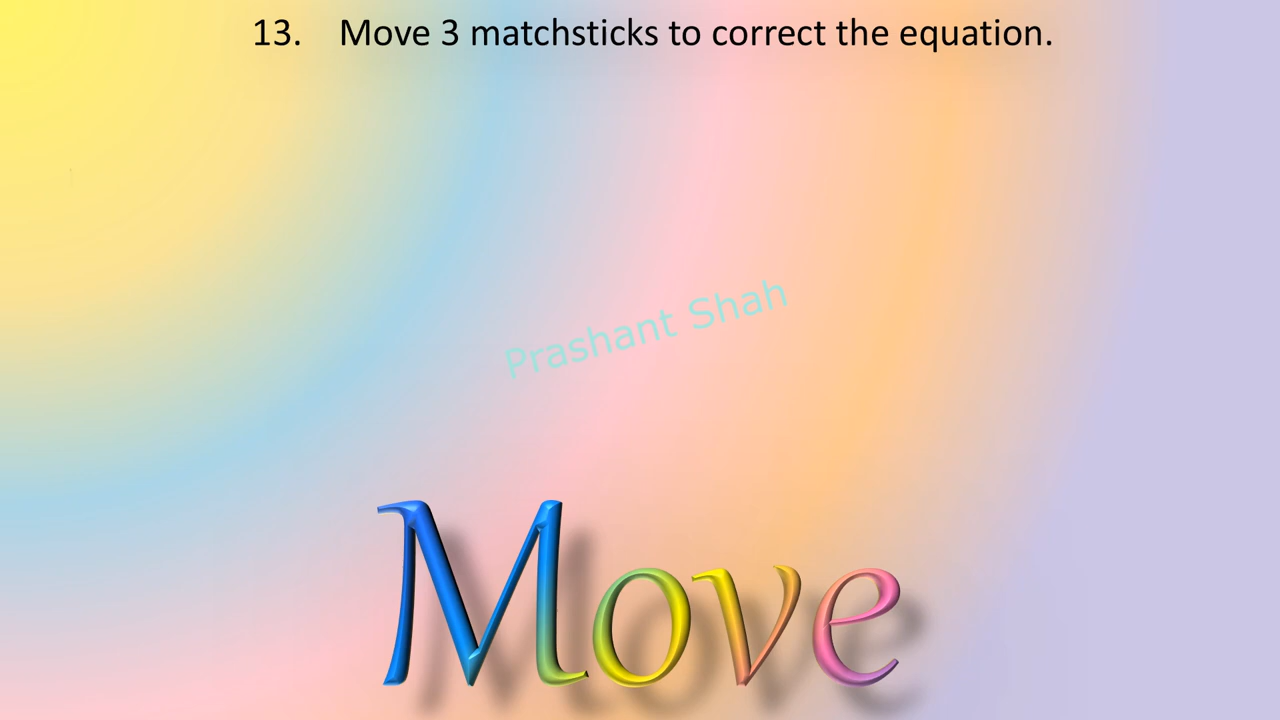 13. Move 3 matchsticks to correct the equation.
Prashant Shah
Move